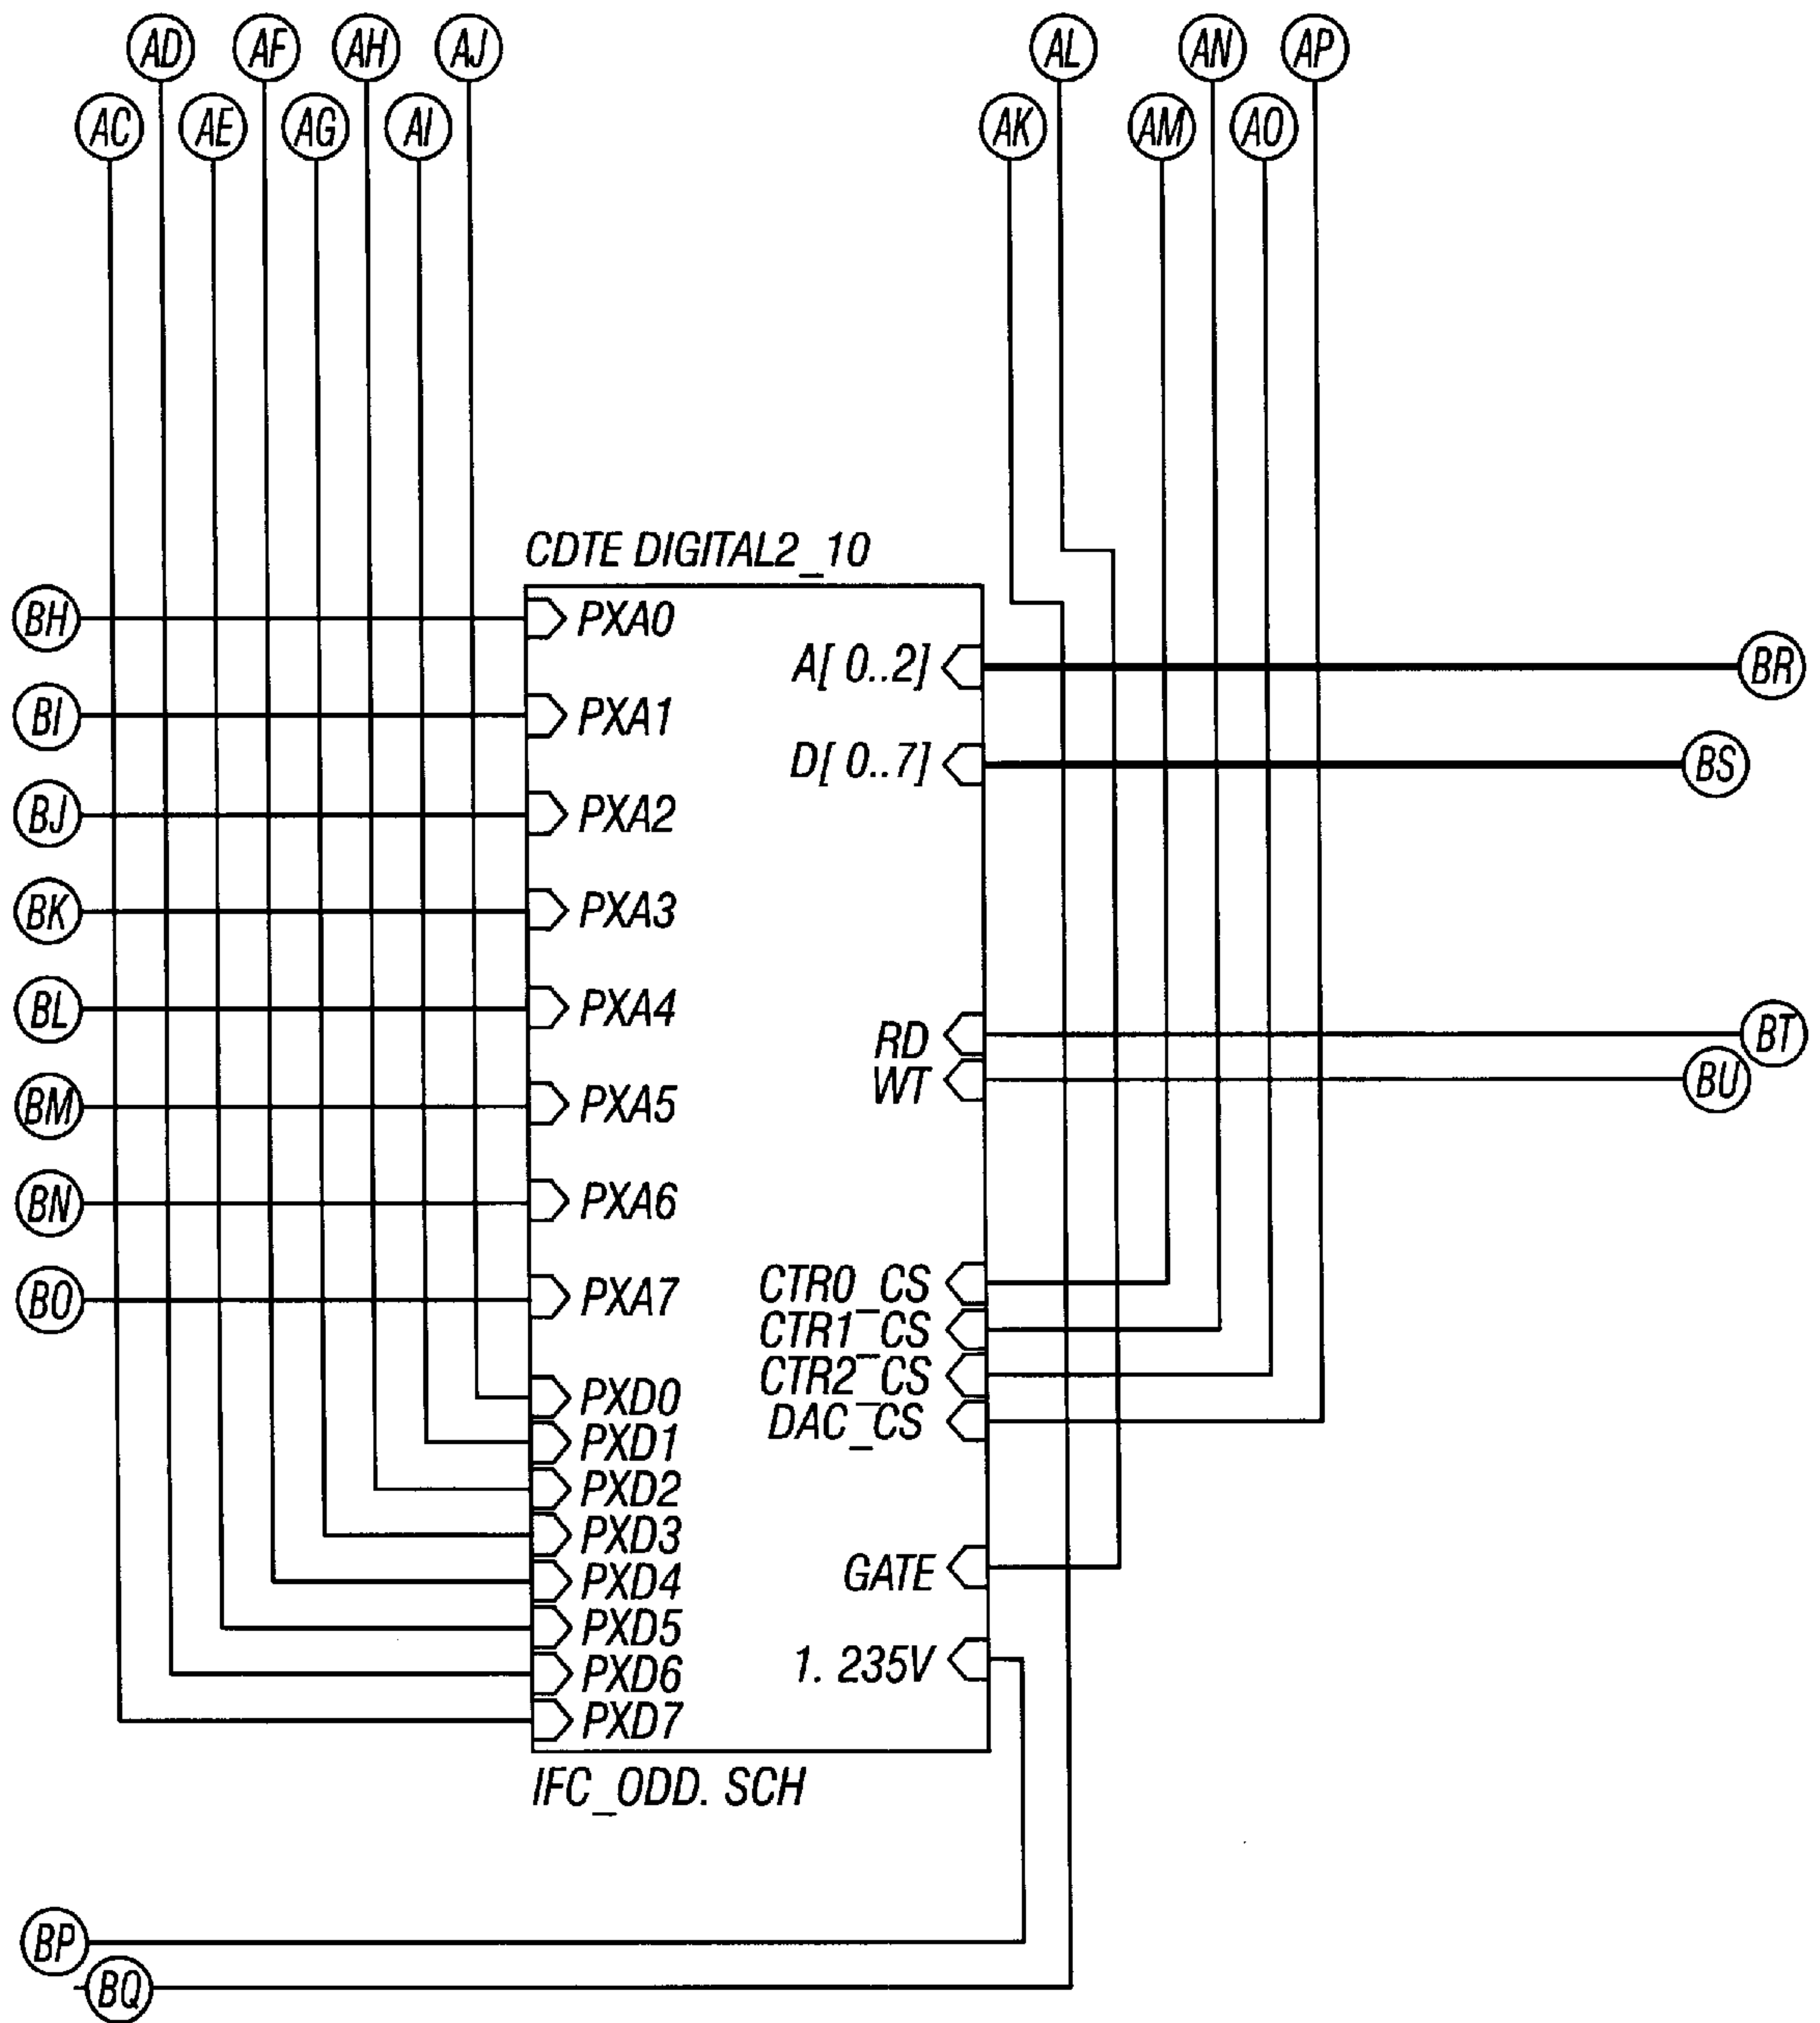 AD AF AH AJ AL AN AP
AC AE AG AI AK AM AO
CDTE DIGITAL2_10
BH PXA0
A[ 0..2] BR
BI PXA1
D[ 0..7] BS
BJ PXA2
BK PXA3
BL PXA4
RD BT
WT BU
BM PXA5
BN PXA6
BO PXA7
CTR0_CS
CTR1_CS
CTR2_CS
DAC_CS
PXD0
PXD1
PXD2
PXD3
GATE
PXD4
PXD5
1. 235V
PXD6
PXD7
IFC_ODD. SCH
BP
BQ